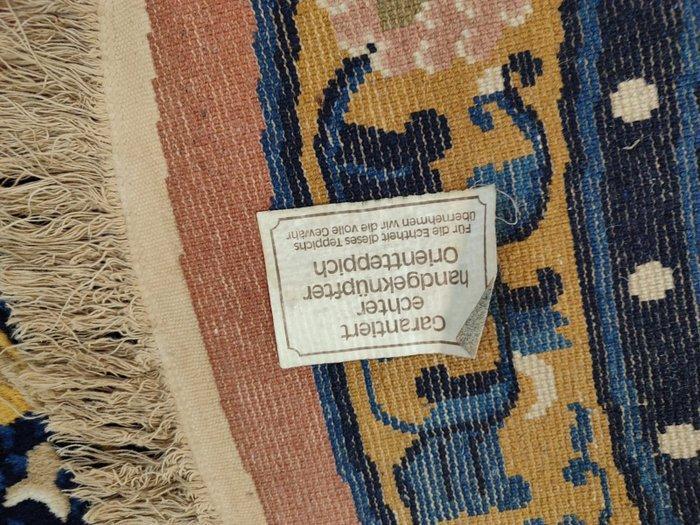 Garantiert
echter
handgeknüpfter
Orientteppich
Für die Echtheit dieses Teppichs
übernehmen wir die volle Gewähr